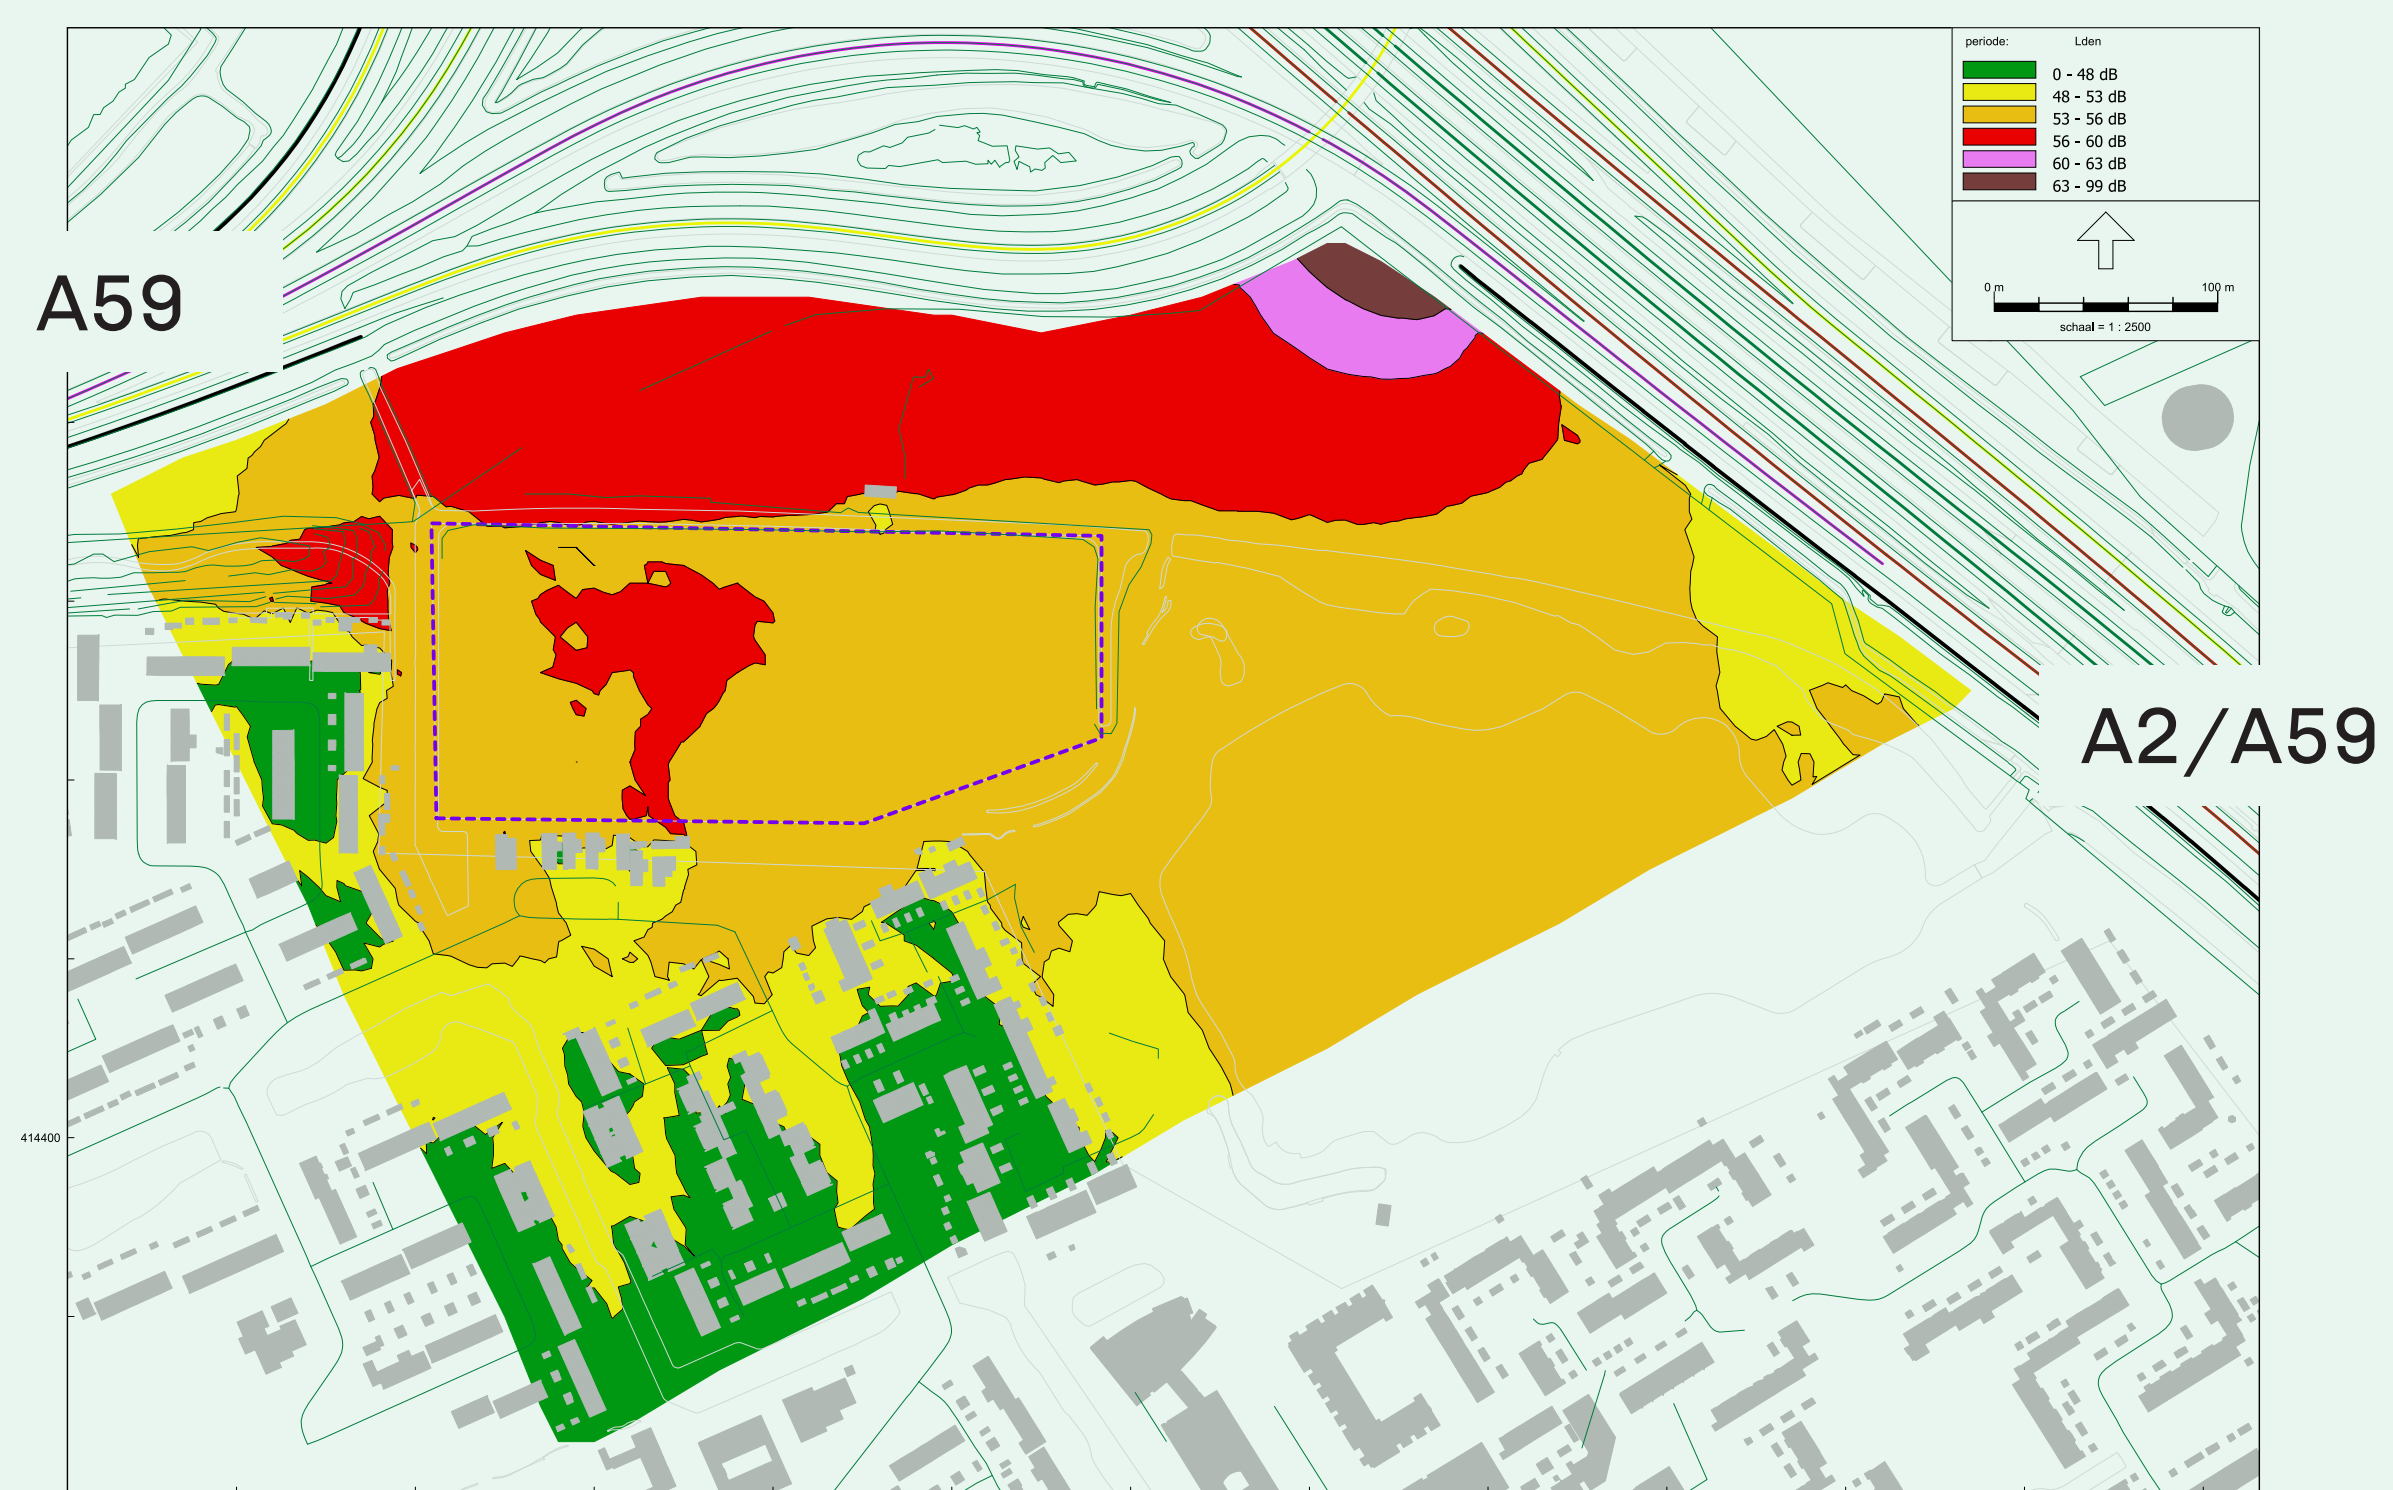 periode: Lden
0 - 48 dB
48 - 53 dB
53 - 56 dB
56 - 60 dB
60 - 63 dB
63 - 99 dB
0 m 100 m
schaal = 1 : 2500
A59
A2/A59
414400